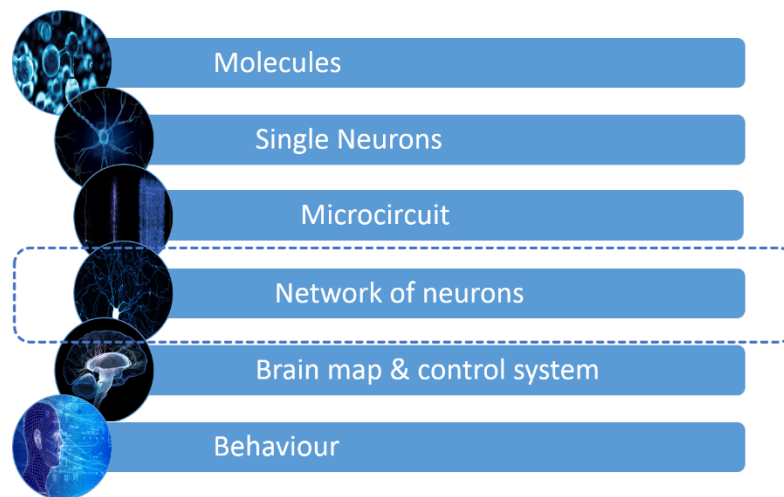 Molecules
Single Neurons
Microcircuit
Network of neurons
Brain map & control system
Behaviour